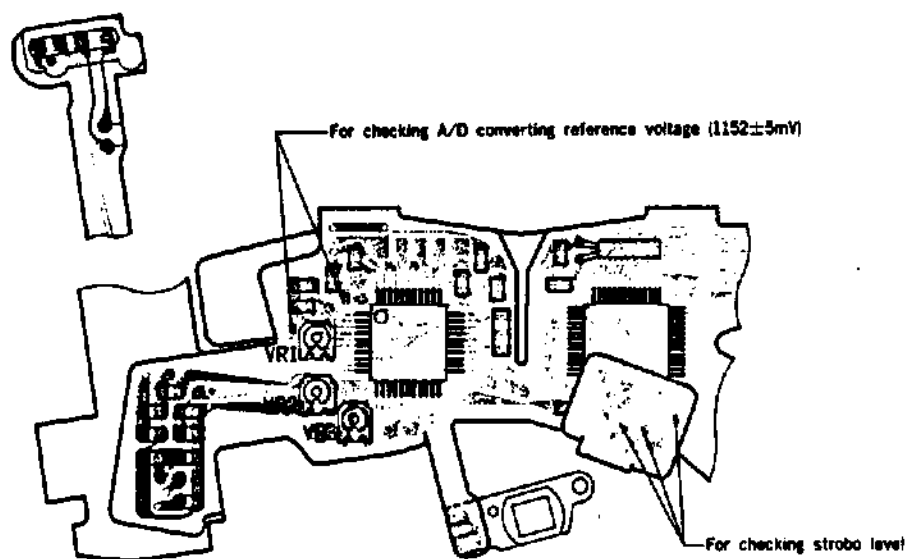 For checking A/D converting reference voltage (1152±5mV)
VR1
VR2
VR3
For checking strobo level